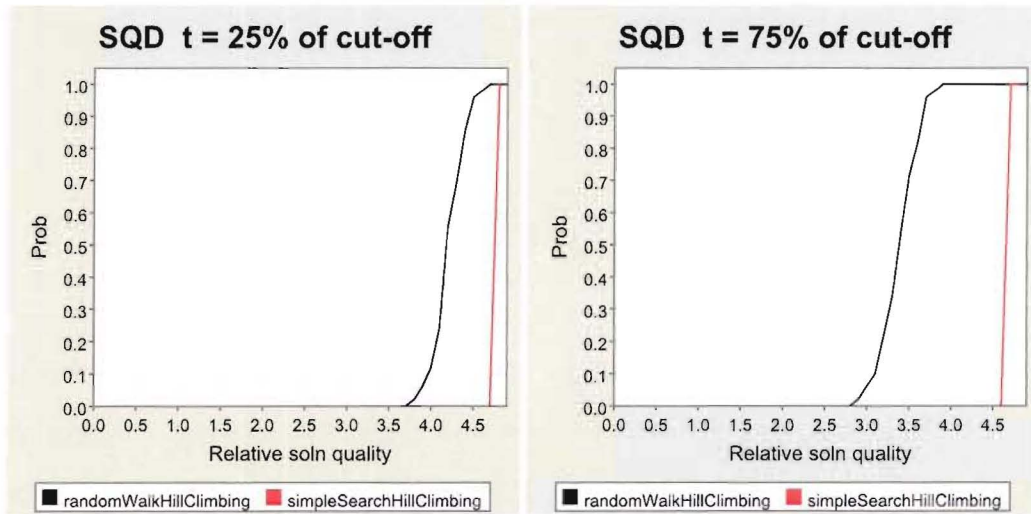 SQD t = 25% of cut-off
1.0
0.9
0.8
0.7
0.6
0.5
0.4
0.3
0.2
0.1
0.0
Prob
0.0 0.5 1.0 1.5 2.0 2.5 3.0 3.5 4.0 4.5
Relative soln quality
randomWalkHillClimbing simpleSearchHillClimbing
SQD t = 75% of cut-off
1.0
0.9
0.8
0.7
0.6
0.5
0.4
0.3
0.2
0.1
0.0
Prob
0.0 0.5 1.0 1.5 2.0 2.5 3.0 3.5 4.0 4.5
Relative soln quality
randomWalkHillClimbing simpleSearchHillClimbing